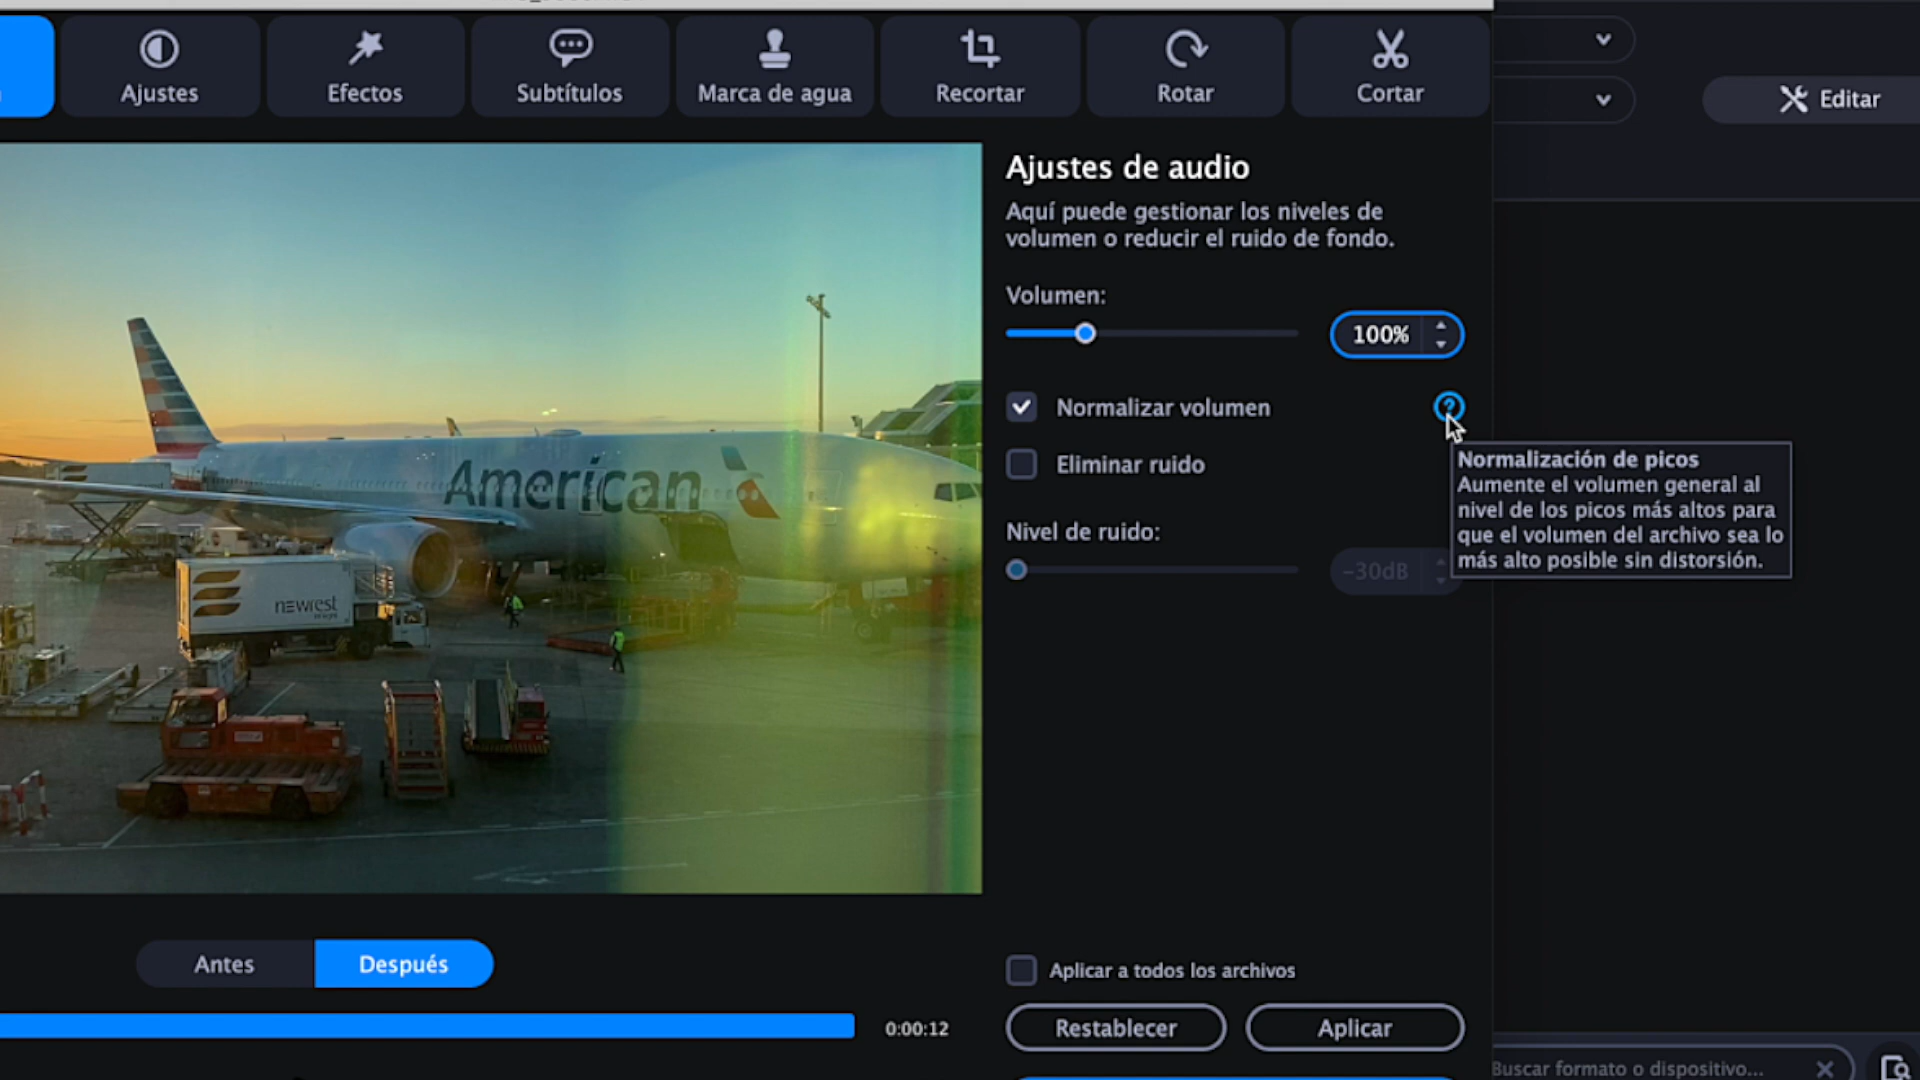 Ajustes
Efectos
Subtítulos
Marca de agua
Recortar
Rotar
Cortar
Editar
Ajustes de audio
Aquí puede gestionar los niveles de
volumen o reducir el ruido de fondo.
Volumen:
100%
Normalizar volumen
?
Eliminar ruido
Normalización de picos
Aumente el volumen general al
nivel de los picos más altos para
que el volumen del archivo sea lo
más alto posible sin distorsión.
Nivel de ruido:
-30dB
American
newrest
Antes
Después
0:00:12
Aplicar a todos los archivos
Restablecer
Aplicar
Buscar formato o dispositivo...